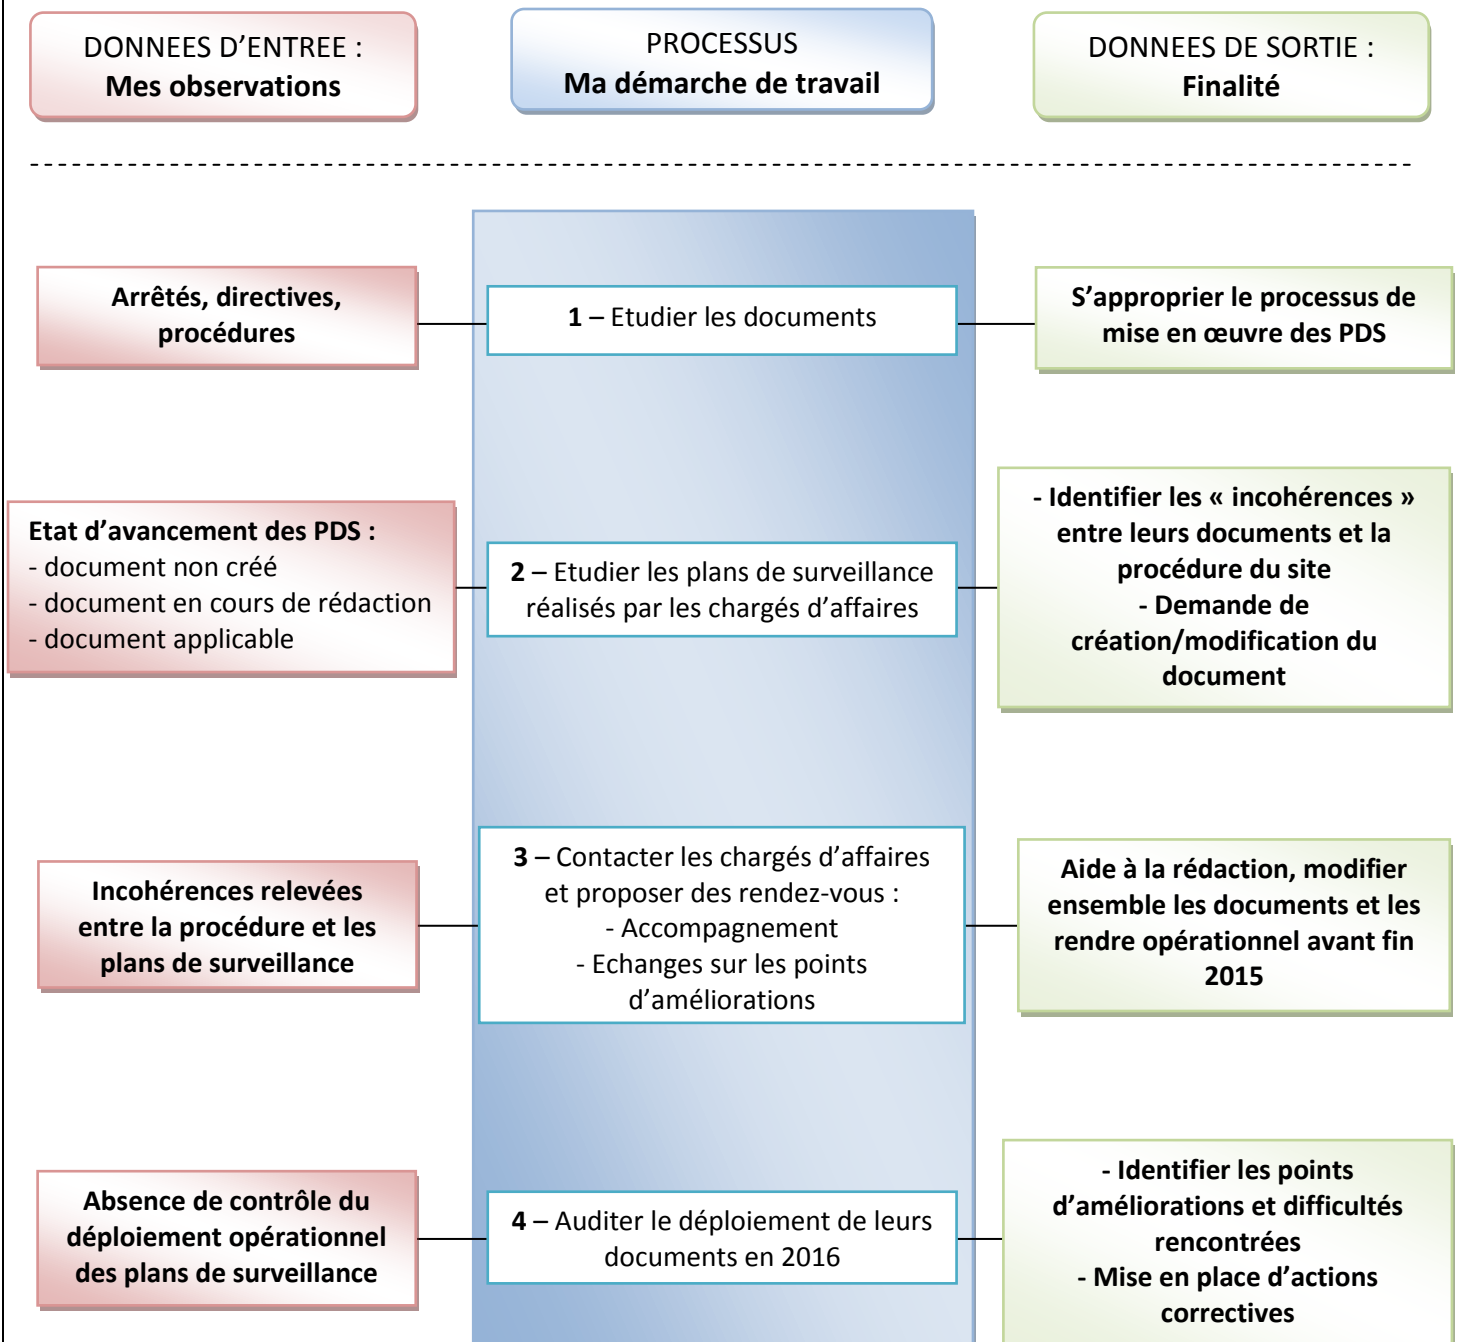 DONNEES D’ENTREE :
Mes observations
PROCESSUS
Ma démarche de travail
DONNEES DE SORTIE :
Finalité
Arrêtés, directives,
procédures
1 – Etudier les documents
S’approprier le processus de
mise en œuvre des PDS
Etat d’avancement des PDS :
- document non créé
- document en cours de rédaction
- document applicable
2 – Etudier les plans de surveillance
réalisés par les chargés d’affaires
- Identifier les « incohérences »
entre leurs documents et la
procédure du site
- Demande de
création/modification du
document
Incohérences relevées
entre la procédure et les
plans de surveillance
3 – Contacter les chargés d’affaires
et proposer des rendez-vous :
- Accompagnement
- Echanges sur les points
d’améliorations
Aide à la rédaction, modifier
ensemble les documents et les
rendre opérationnel avant fin
2015
Absence de contrôle du
déploiement opérationnel
des plans de surveillance
4 – Auditer le déploiement de leurs
documents en 2016
- Identifier les points
d’améliorations et difficultés
rencontrées
- Mise en place d’actions
correctives